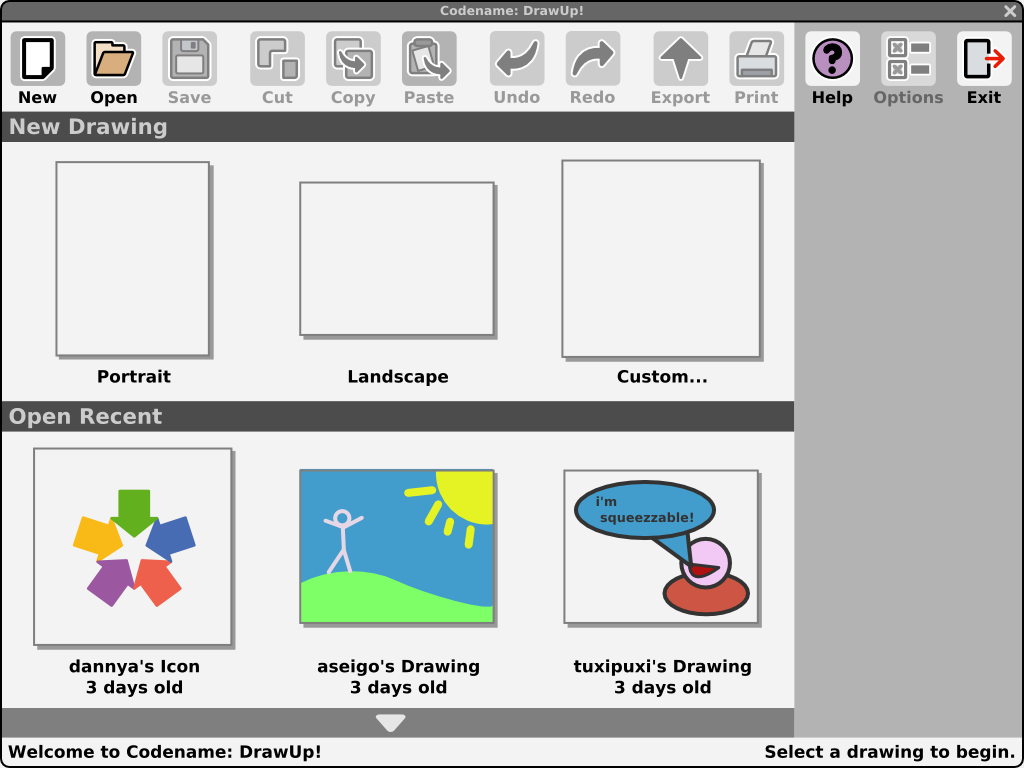 Codename: DrawUp!
New Open Save Cut Copy Paste Undo Redo Export Print Help Options Exit
New Drawing
Portrait Landscape Custom...
Open Recent
i'm
squeezzable!
dannya's Icon aseigo's Drawing tuxipuxi's Drawing
3 days old 3 days old 3 days old
Welcome to Codename: DrawUp! Select a drawing to begin.